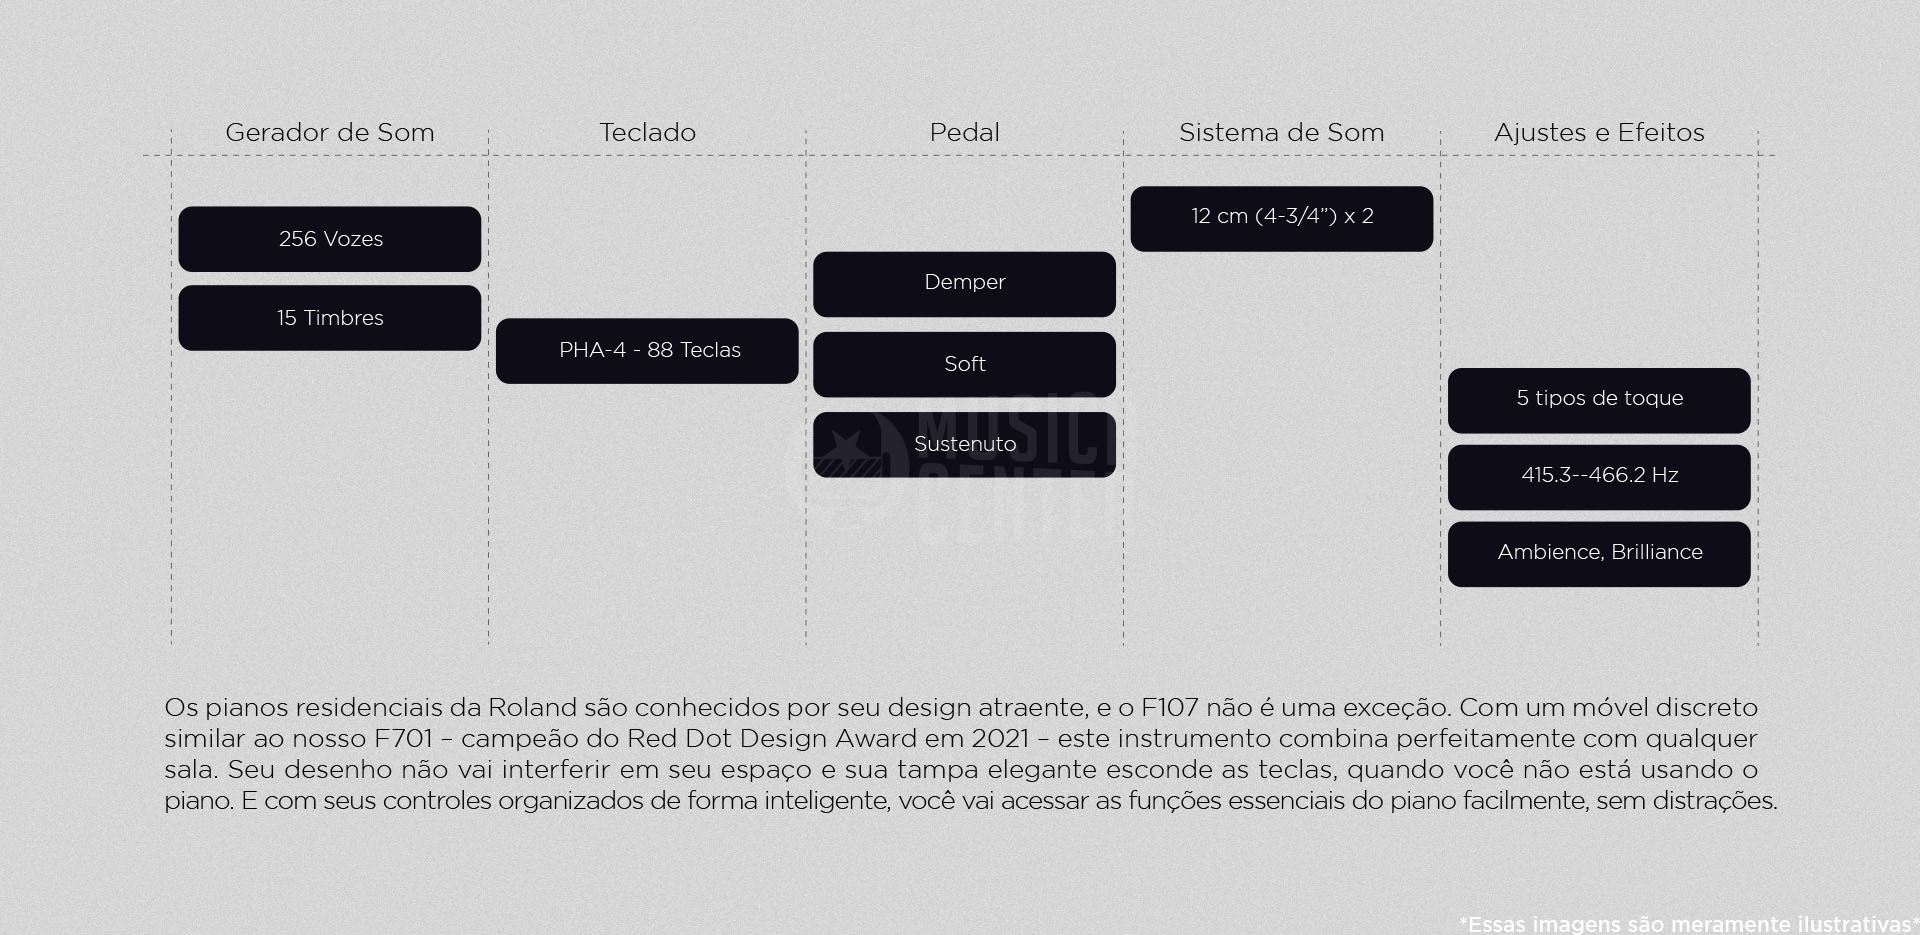 Gerador de Som
Teclado
Pedal
Sistema de Som
Ajustes e Efeitos
256 Vozes
15 Timbres
PHA-4 - 88 Teclas
Demper
Soft
Sustenuto
12 cm (4-3/4”) x 2
5 tipos de toque
415.3--466.2 Hz
Ambience, Brilliance
Os pianos residenciais da Roland são conhecidos por seu design atraente, e o F107 não é uma exceção. Com um móvel discreto
similar ao nosso F701 – campeão do Red Dot Design Award em 2021 – este instrumento combina perfeitamente com qualquer
sala. Seu desenho não vai interferir em seu espaço e sua tampa elegante esconde as teclas, quando você não está usando o
piano. E com seus controles organizados de forma inteligente, você vai acessar as funções essenciais do piano facilmente, sem distrações.
*Essas imagens são meramente ilustrativas*